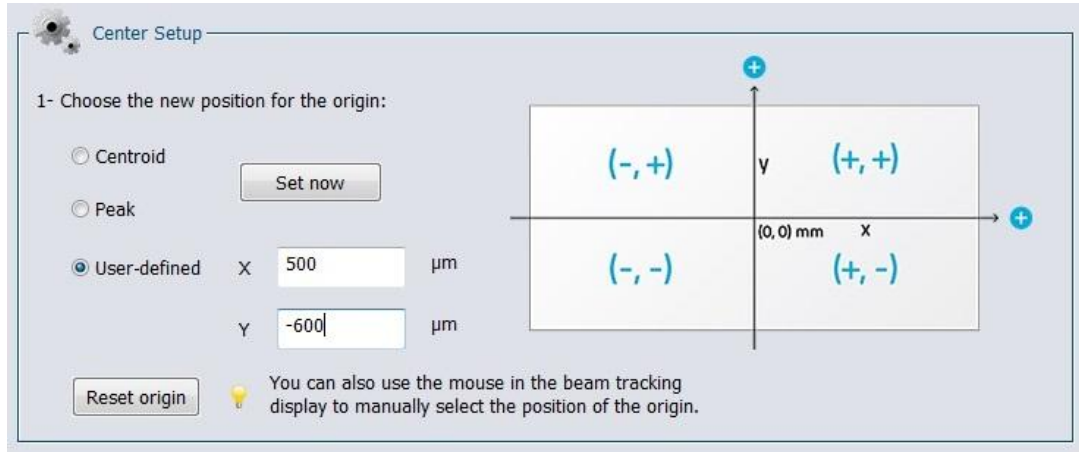 Center Setup
1- Choose the new position for the origin:
Centroid
Set now
Peak
User-defined X 500 µm
Y -600 µm
Reset origin
You can also use the mouse in the beam tracking
display to manually select the position of the origin.
+
(-, +) y (+, +)
+
(0, 0) mm x
(-, -) (+, -)